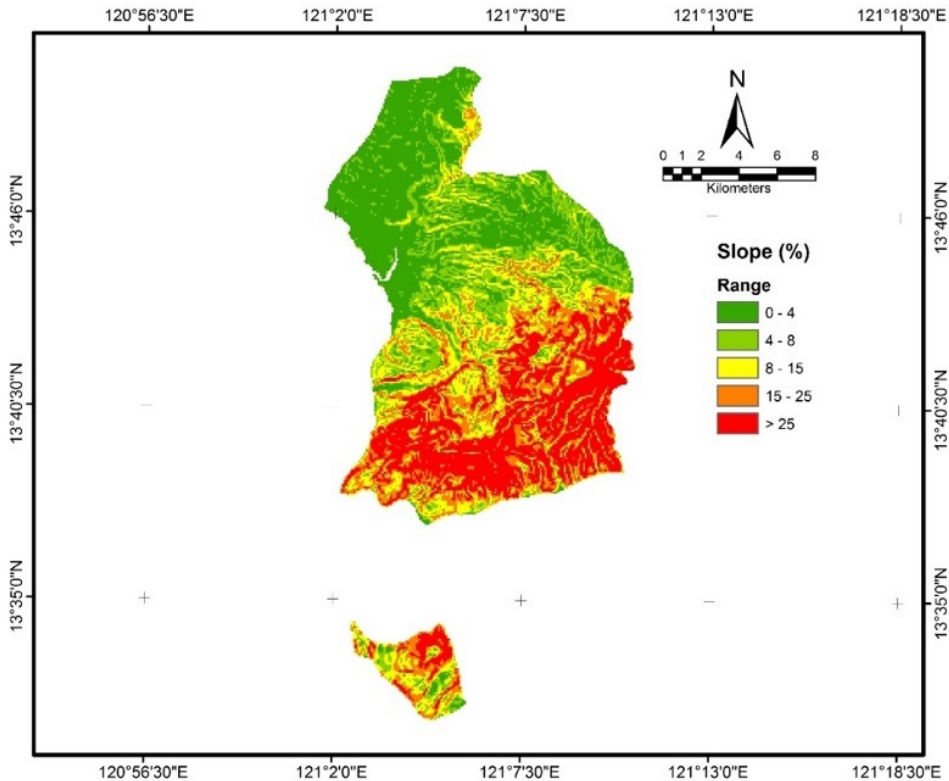 120°56'30"E 121°2'0"E 121°7'30"E 121°13'0"E 121°18'30"E
N
0 1 2 4 6 8
Kilometers
13°46'0"N 13°46'0"N
Slope (%)
Range
0 - 4
4 - 8
8 - 15
15 - 25
> 25
13°40'30"N 13°40'30"N
13°35'0"N 13°35'0"N
120°56'30"E 121°2'0"E 121°7'30"E 121°13'0"E 121°18'30"E